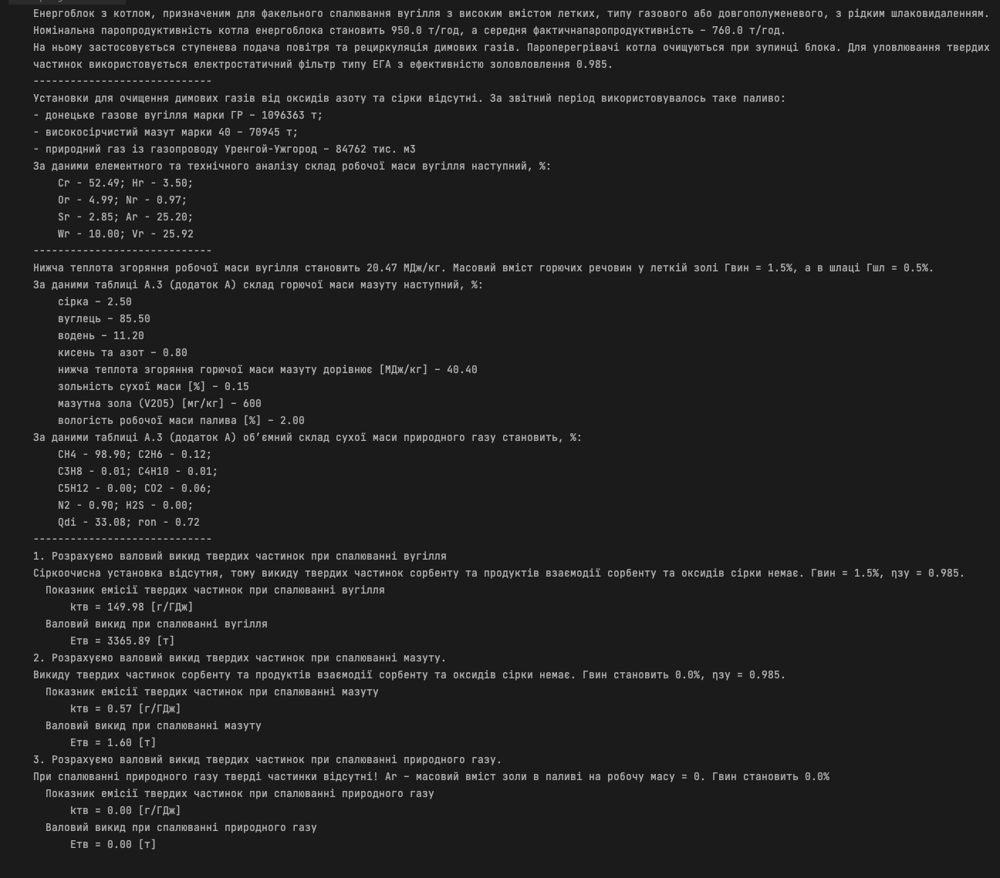 Енергоблок з котлом, призначеним для факельного спалювання вугілля з високим вмістом летких, типу газового або довгополуменевого, з рідким шлаковидаленням.
Номінальна паропродуктивність котла енергоблока становить 950.0 т/год, а середня фактичнапаропродуктивність – 760.0 т/год.
На ньому застосовується ступенева подача повітря та рециркуляція димових газів. Пароперегрівачі котла очищуються при зупинці блока. Для уловлювання твердих
частинок використовується електростатичний фільтр типу ЕГА з ефективністю золовловлення 0.985.
-----------------------------
Установки для очищення димових газів від оксидів азоту та сірки відсутні. За звітний період використовувалось таке паливо:
- донецьке газове вугілля марки ГР – 1096363 т;
- високосірчистий мазут марки 40 – 70945 т;
- природний газ із газопроводу Уренгой-Ужгород – 84762 тис. м3
За даними елементного та технічного аналізу склад робочої маси вугілля наступний, %:
Cr - 52.49; Hr - 3.50;
Or - 4.99; Nr - 0.97;
Sr - 2.85; Ar - 25.20;
Wr - 10.00; Vr - 25.92
-----------------------------
Нижча теплота згоряння робочої маси вугілля становить 20.47 МДж/кг. Масовий вміст горючих речовин у леткій золі Гвин = 1.5%, а в шлаці Гшл = 0.5%.
За даними таблиці А.3 (додаток А) склад горючої маси мазуту наступний, %:
сірка – 2.50
вуглець – 85.50
водень – 11.20
кисень та азот – 0.80
нижча теплота згоряння горючої маси мазуту дорівнює [МДж/кг] – 40.40
зольність сухої маси [%] – 0.15
мазутна зола (V2O5) [мг/кг] – 600
вологість робочої маси палива [%] – 2.00
За даними таблиці А.3 (додаток А) об’ємний склад сухої маси природного газу становить, %:
CH4 - 98.90; C2H6 - 0.12;
C3H8 - 0.01; C4H10 - 0.01;
C5H12 - 0.00; CO2 - 0.06;
N2 - 0.90; H2S - 0.00;
Qdi - 33.08; ron - 0.72
-----------------------------
1. Розрахуємо валовий викид твердих частинок при спалюванні вугілля
Сіркоочисна установка відсутня, тому викиду твердих частинок сорбенту та продуктів взаємодії сорбенту та оксидів сірки немає. Гвин = 1.5%, ηзу = 0.985.
Показник емісії твердих частинок при спалюванні вугілля
kтв = 149.98 [г/ГДж]
Валовий викид при спалюванні вугілля
Eтв = 3365.89 [т]
2. Розрахуємо валовий викид твердих частинок при спалюванні мазуту.
Викиду твердих частинок сорбенту та продуктів взаємодії сорбенту та оксидів сірки немає. Гвин становить 0.0%, ηзу = 0.985.
Показник емісії твердих частинок при спалюванні мазуту
kтв = 0.57 [г/ГДж]
Валовий викид при спалюванні мазуту
Eтв = 1.60 [т]
3. Розрахуємо валовий викид твердих частинок при спалюванні природного газу.
При спалюванні природного газу тверді частинки відсутні! Ar – масовий вміст золи в паливі на робочу масу = 0. Гвин становить 0.0%
Показник емісії твердих частинок при спалюванні природного газу
kтв = 0.00 [г/ГДж]
Валовий викид при спалюванні природного газу
Eтв = 0.00 [т]